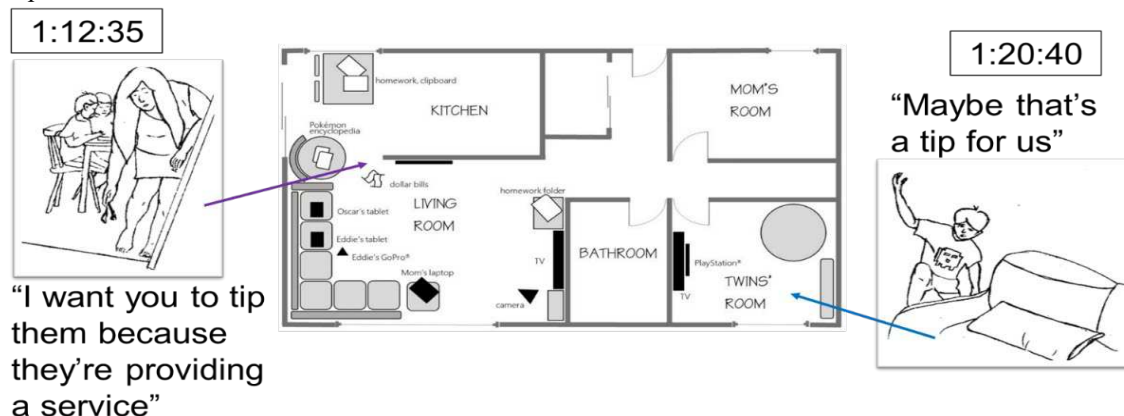 1:12:35
"I want you to tip
them because
they're providing
a service"
homework, clipboard
KITCHEN
Pokémon
encyclopedia
dollar bills
Oscar's tablet
LIVING
ROOM
Eddie's tablet
Eddie's GoPro®
Mom's laptop
homework folder
TV
camera
BATHROOM
MOM'S
ROOM
PlayStation®
TV
TWINS'
ROOM
1:20:40
"Maybe that's
a tip for us"